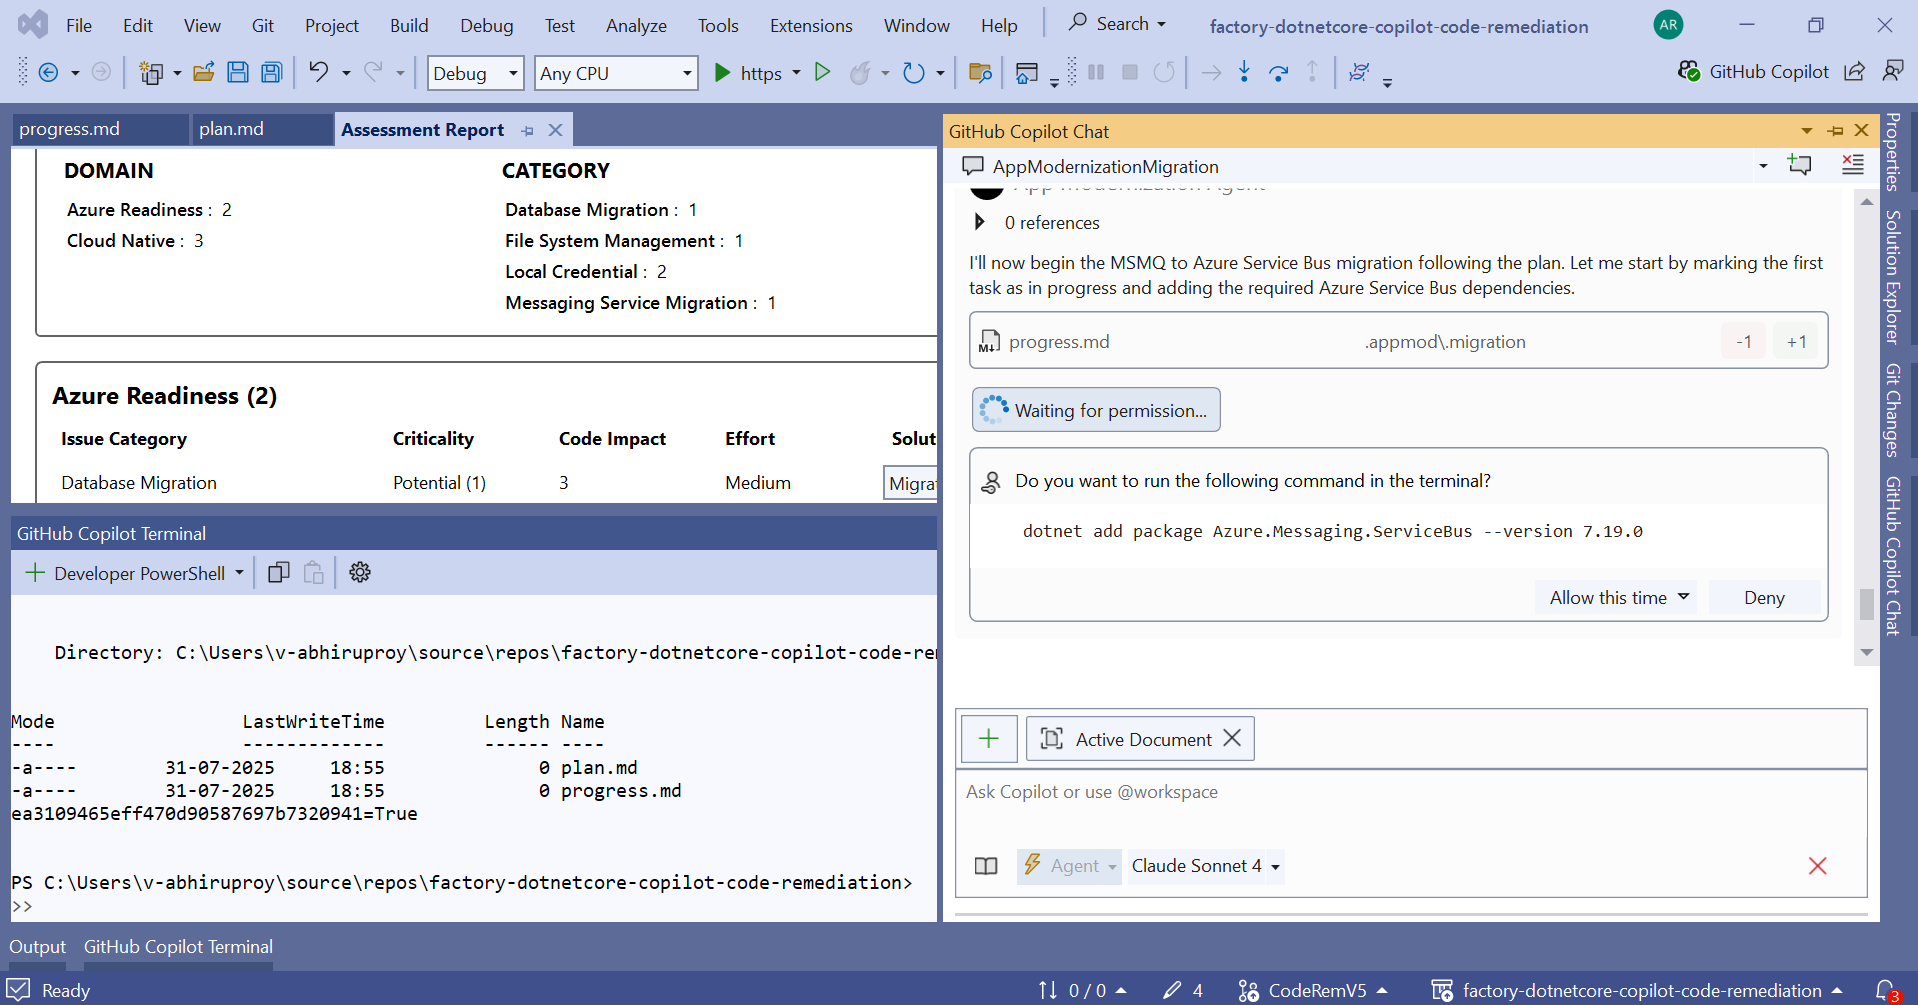 File Edit View Git Project Build Debug Test Analyze Tools Extensions Window Help Search factory-dotnetcore-copilot-code-remediation AR
Debug Any CPU https GitHub Copilot
progress.md plan.md Assessment Report
DOMAIN
Azure Readiness : 2
Cloud Native : 3
CATEGORY
Database Migration : 1
File System Management : 1
Local Credential : 2
Messaging Service Migration : 1
Azure Readiness (2)
Issue Category Criticality Code Impact Effort Solut
Database Migration Potential (1) 3 Medium Migra
GitHub Copilot Terminal
Developer PowerShell
Directory: C:\Users\v-abhiruproy\source\repos\factory-dotnetcore-copilot-code-re
Mode LastWriteTime Length Name
---- ------------- ------ ----
-a---- 31-07-2025 18:55 0 plan.md
-a---- 31-07-2025 18:55 0 progress.md
ea3109465eff470d90587697b7320941=True
PS C:\Users\v-abhiruproy\source\repos\factory-dotnetcore-copilot-code-remediation>
>>
Output GitHub Copilot Terminal
GitHub Copilot Chat
AppModernizationMigration
App Modernization Agent
0 references
I'll now begin the MSMQ to Azure Service Bus migration following the plan. Let me start by marking the first
task as in progress and adding the required Azure Service Bus dependencies.
progress.md .appmod\.migration -1 +1
Waiting for permission...
Do you want to run the following command in the terminal?
dotnet add package Azure.Messaging.ServiceBus --version 7.19.0
Allow this time Deny
Active Document
Ask Copilot or use @workspace
Agent Claude Sonnet 4
Properties
Solution Explorer
Git Changes
GitHub Copilot Chat
Ready 0 / 0 4 CodeRemV5 factory-dotnetcore-copilot-code-remediation 3